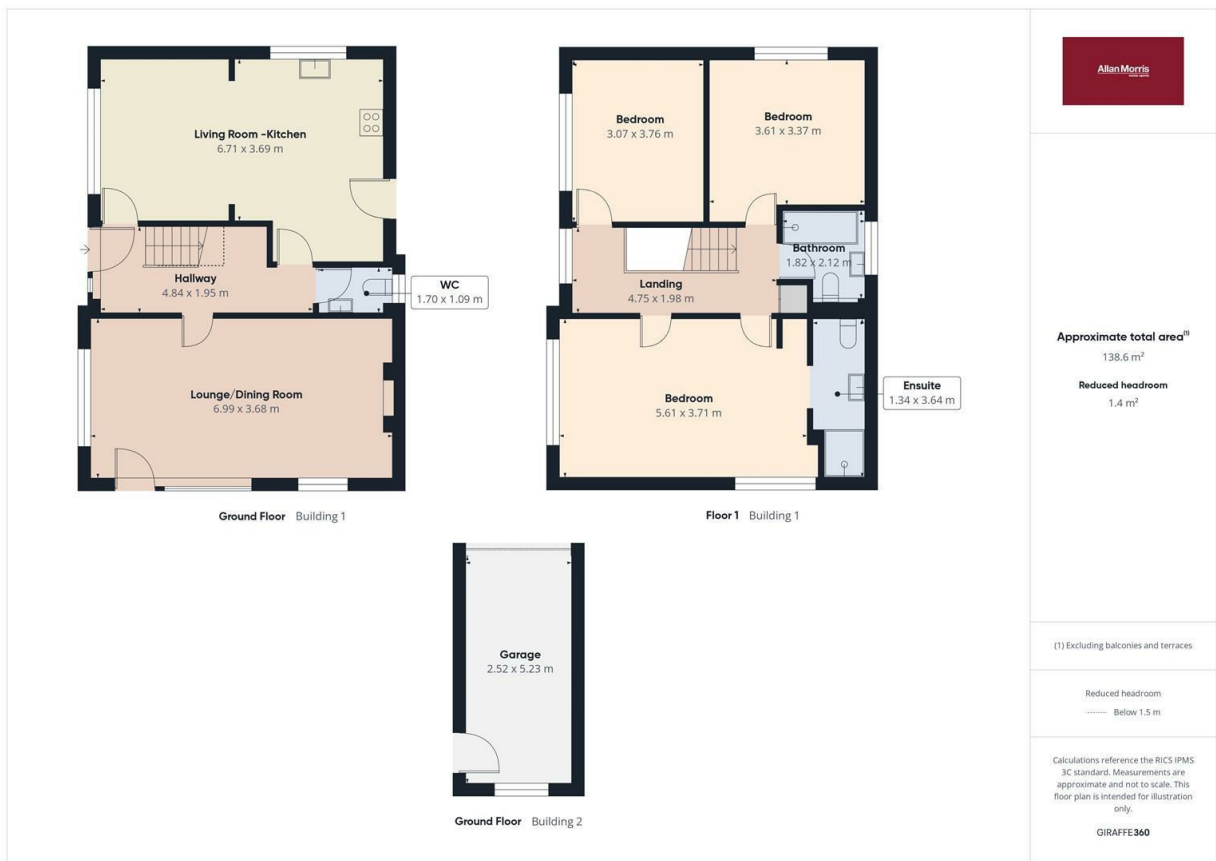 Living Room -Kitchen
6.71 x 3.69 m
Hallway
4.84 x 1.95 m
WC
1.70 x 1.09 m
Lounge/Dining Room
6.99 x 3.68 m
Ground Floor Building 1
Bedroom
3.07 x 3.76 m
Bedroom
3.61 x 3.37 m
Bathroom
1.82 x 2.12 m
Landing
4.75 x 1.98 m
Bedroom
5.61 x 3.71 m
Ensuite
1.34 x 3.64 m
Floor 1 Building 1
Garage
2.52 x 5.23 m
Ground Floor Building 2
Allan Morris
Approximate total area(1)
138.6 m²
Reduced headroom
1.4 m²
(1) Excluding balconies and terraces
Reduced headroom
Below 1.5 m
Calculations reference the RICS IPMS
3C standard. Measurements are
approximate and not to scale. This
floor plan is intended for illustration
only.
GIRAFFE360